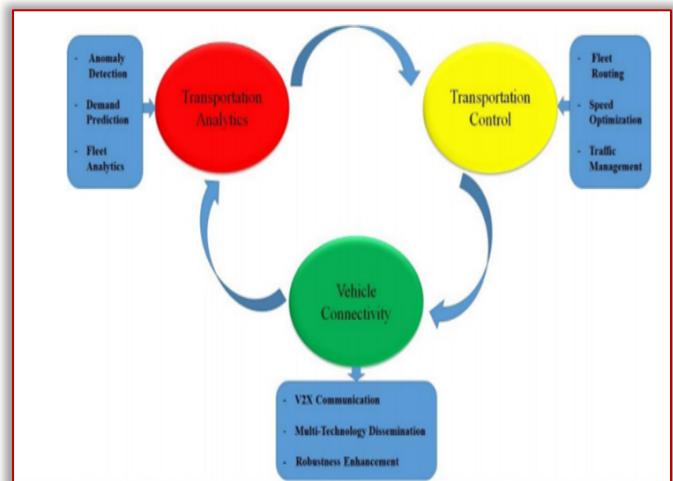 - Anomaly
Detection
- Demand
Prediction
- Fleet
Analytics
Transportation
Analytics
Transportation
Control
- Fleet
Routing
- Speed
Optimization
- Traffic
Management
Vehicle
Connectivity
- V2X Communication
- Multi-Technology Dissemination
- Robustness Enhancement